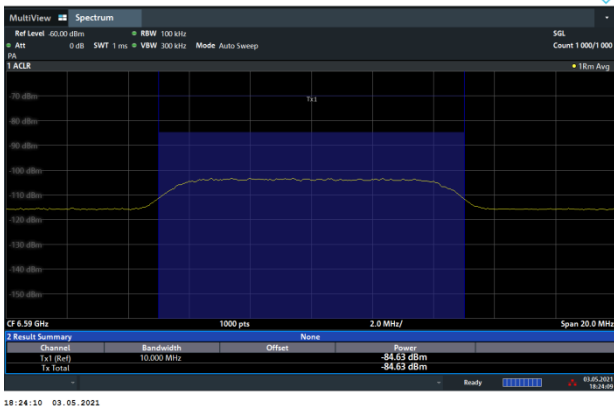 MultiView Spectrum
Ref Level -60.00 dBm RBW 100 kHz SGL
Att 0 dB SWT 1 ms VBW 300 kHz Mode Auto Sweep Count 1000/1000
PA
1 ACLR 1Rm Avg
-70 dBm
Tx1
-80 dBm
-90 dBm
-100 dBm
-110 dBm
-120 dBm
-130 dBm
-140 dBm
-150 dBm
CF 6.59 GHz 1000 pts 2.0 MHz/ Span 20.0 MHz
2 Result Summary None
Channel Bandwidth Offset Power
Tx1 (Ref) 10.000 MHz -84.63 dBm
Tx Total -84.63 dBm
Ready 03.05.2021
18:24:09
18:24:10 03.05.2021